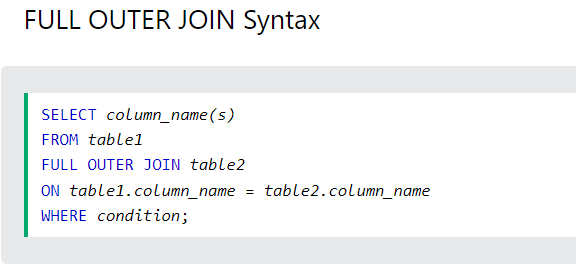 FULL OUTER JOIN Syntax
SELECT column_name(s)
FROM table1
FULL OUTER JOIN table2
ON table1.column_name = table2.column_name
WHERE condition;